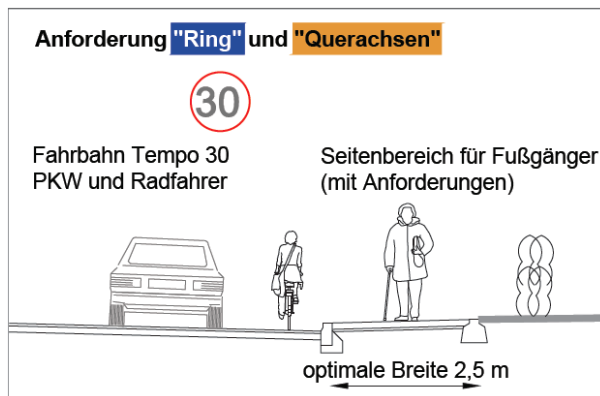 Anforderung "Ring" und "Querachsen"
30
Fahrbahn Tempo 30
PKW und Radfahrer
Seitenbereich für Fußgänger
(mit Anforderungen)
optimale Breite 2,5 m